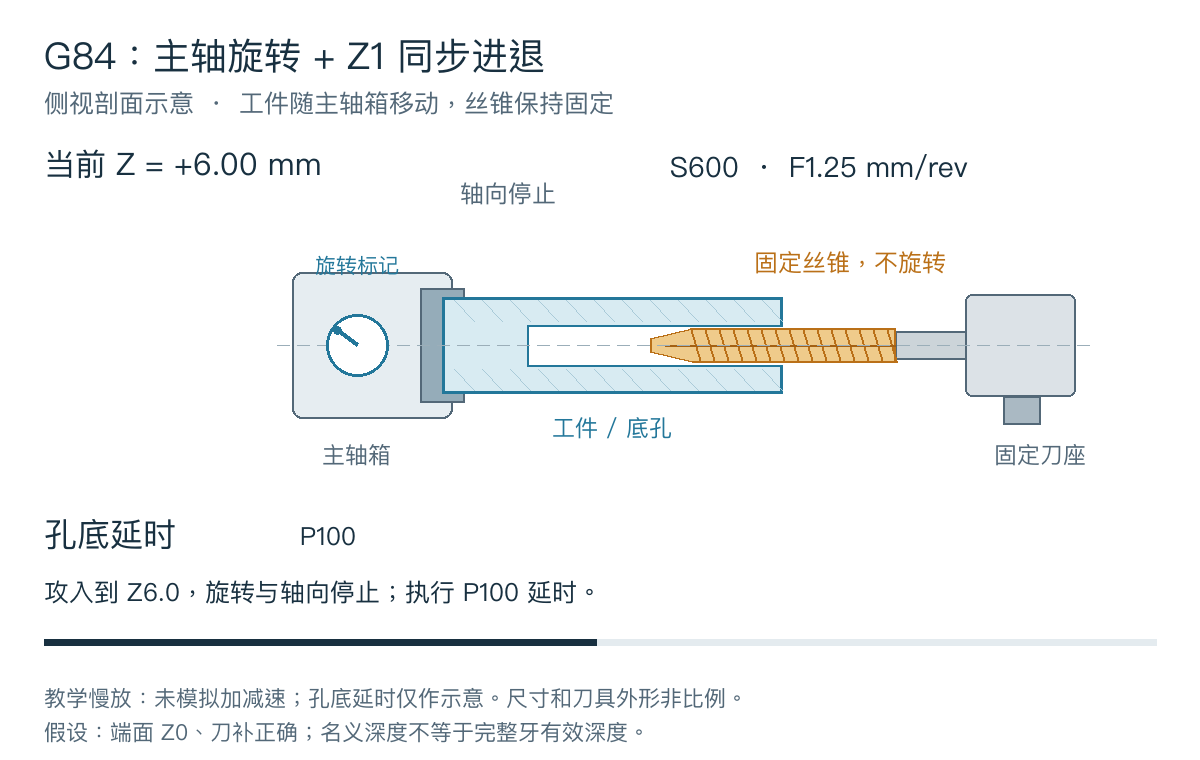 G84：主轴旋转 + Z1 同步进退
侧视剖面示意 · 工件随主轴箱移动，丝锥保持固定
当前 Z = +6.00 mm
S600 · F1.25 mm/rev
轴向停止
旋转标记
固定丝锥，不旋转
工件 / 底孔
主轴箱
固定刀座
孔底延时
P100
攻入到 Z6.0，旋转与轴向停止；执行 P100 延时。
教学慢放：未模拟加减速；孔底延时仅作示意。尺寸和刀具外形非比例。
假设：端面 Z0、刀补正确；名义深度不等于完整牙有效深度。